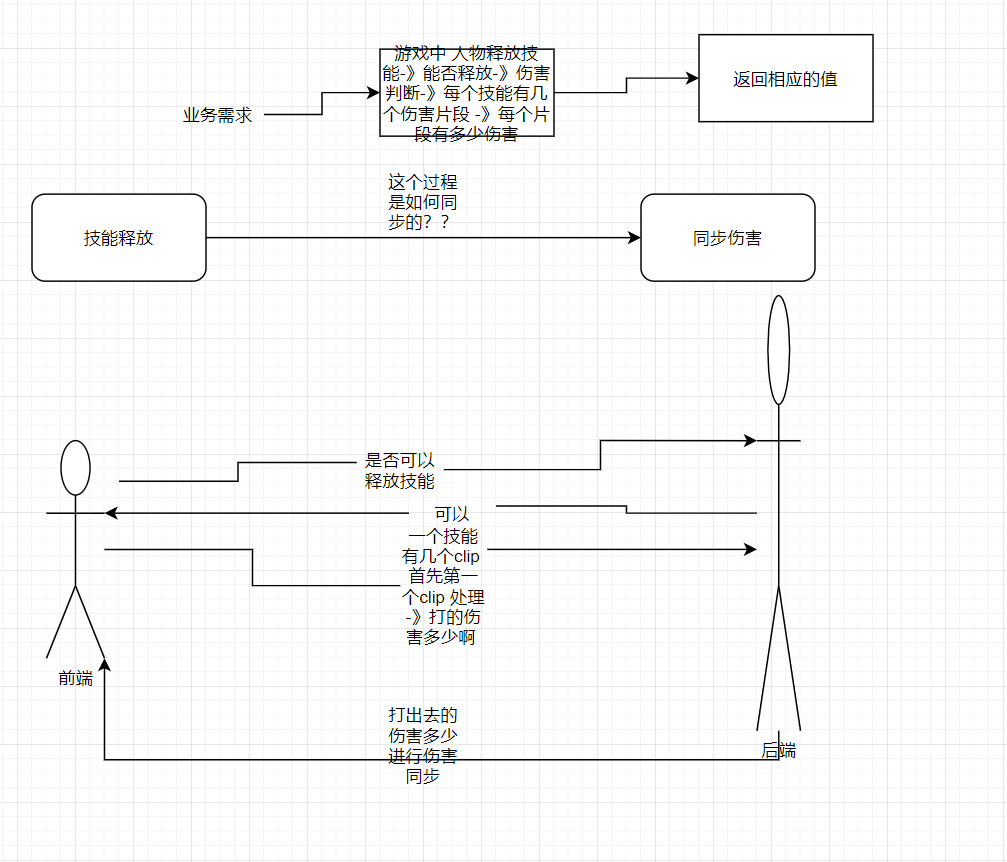 游戏中 人物释放技
能-》能否释放-》伤害
判断-》每个技能有几
个伤害片段 -》每个片
段有多少伤害
业务需求
返回相应的值
这个过程
是如何同
步的？？
技能释放
同步伤害
是否可以
释放技能
可以
一个技能
有几个clip
首先第一
个clip 处理
-》打的伤
害多少啊
前端
打出去的
伤害多少
进行伤害
同步
后端